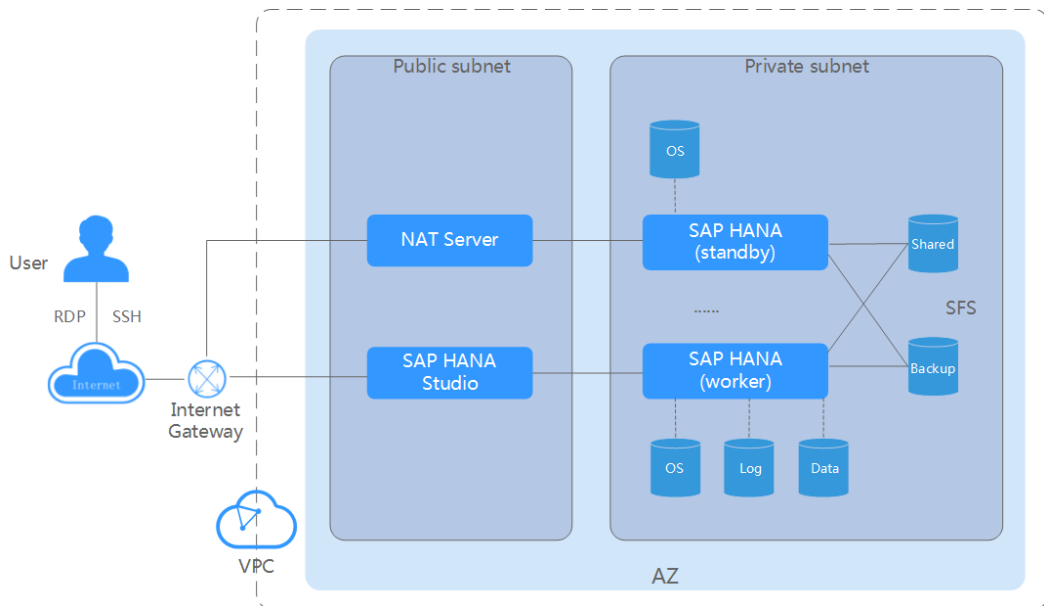 Public subnet
Private subnet
OS
NAT Server
SAP HANA
(standby)
Shared
User
RDP
SSH
......
SFS
SAP HANA
Studio
SAP HANA
(worker)
Backup
Internet
Internet
Gateway
OS
Log
Data
VPC
AZ